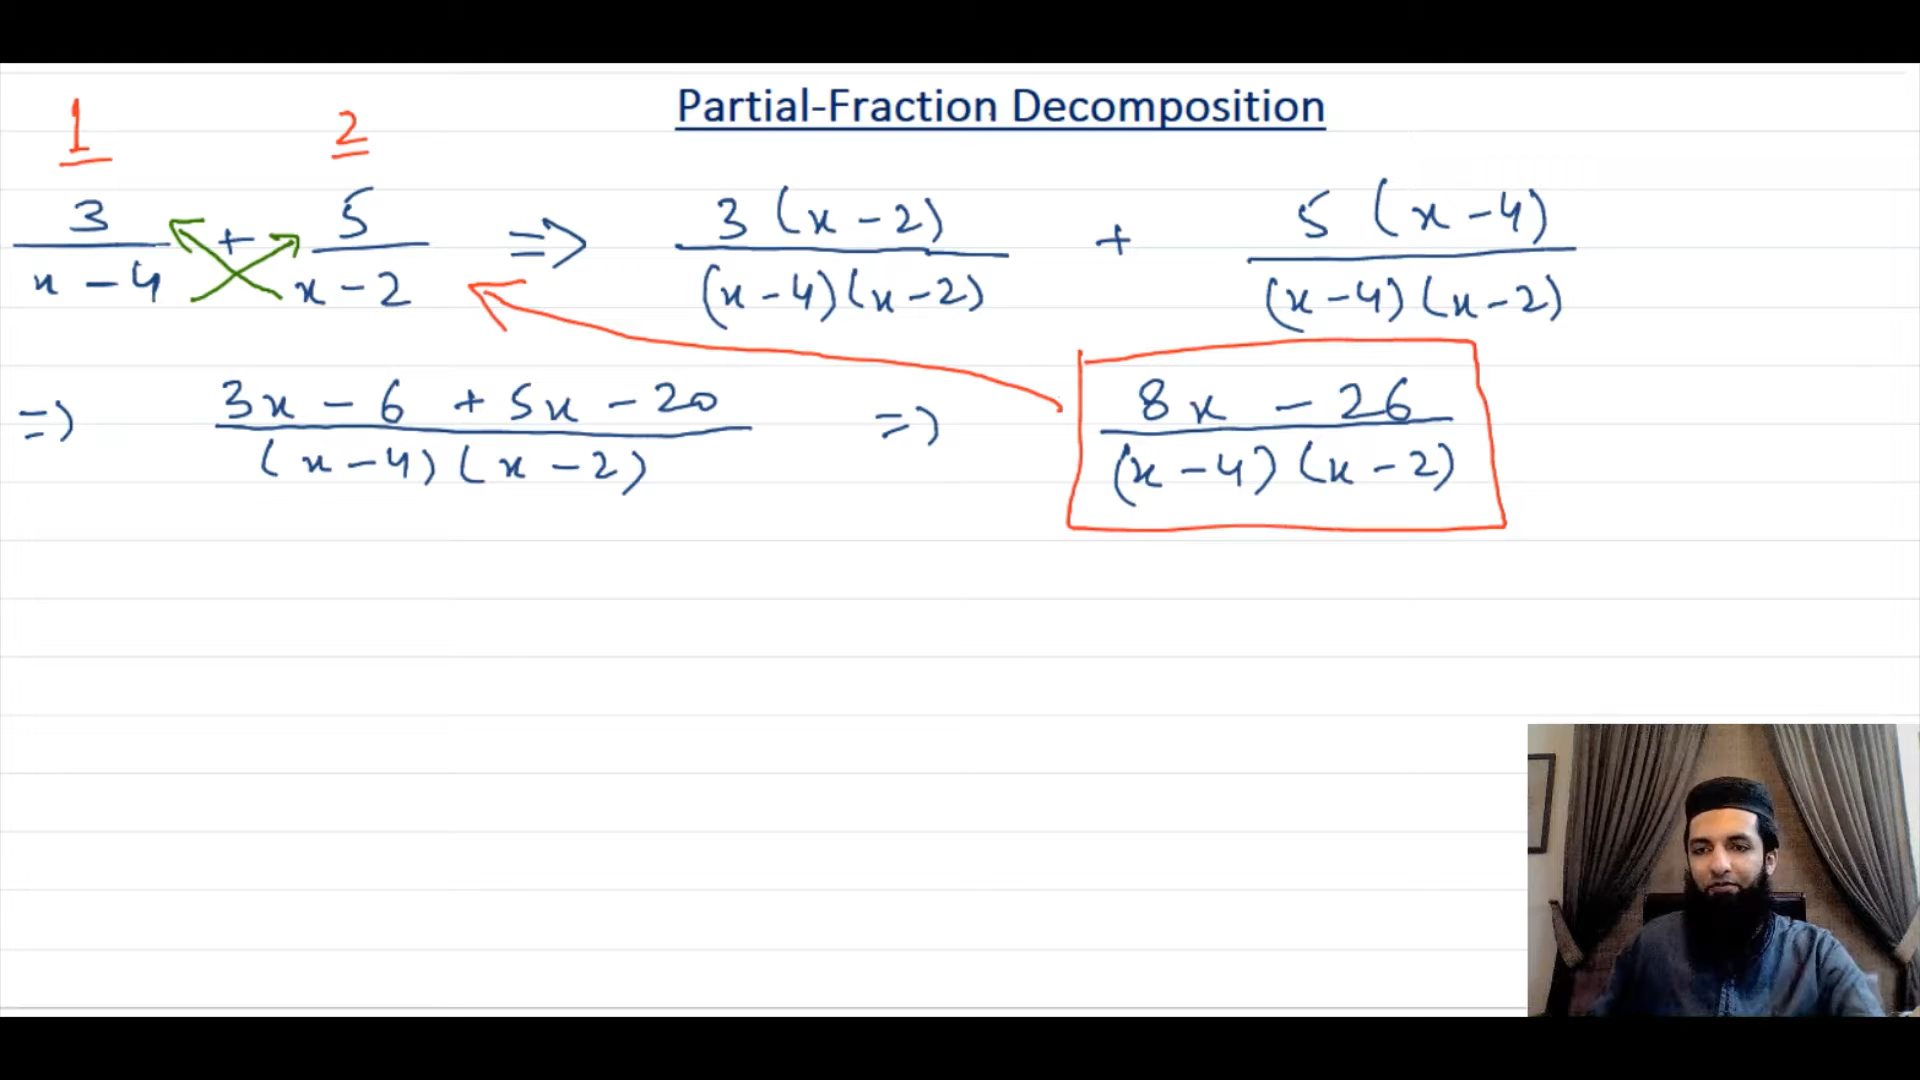 Partial-Fraction Decomposition
1 2
3/(x-4) + 5/(x-2) => 3(x-2)/((x-4)(x-2)) + 5(x-4)/((x-4)(x-2))
=> (3x-6+5x-20)/((x-4)(x-2)) => (8x-26)/((x-4)(x-2))